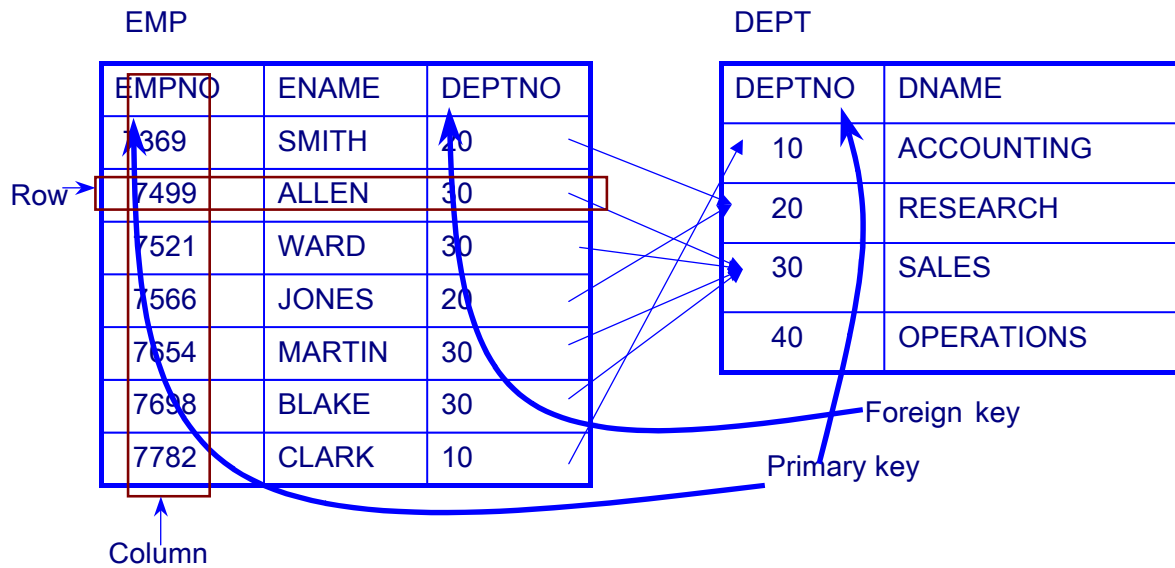 EMP
DEPT
EMPNO ENAME DEPTNO
7369 SMITH 20
7499 ALLEN 30
7521 WARD 30
7566 JONES 20
7654 MARTIN 30
7698 BLAKE 30
7782 CLARK 10
DEPTNO DNAME
10 ACCOUNTING
20 RESEARCH
30 SALES
40 OPERATIONS
Row
Foreign key
Primary key
Column